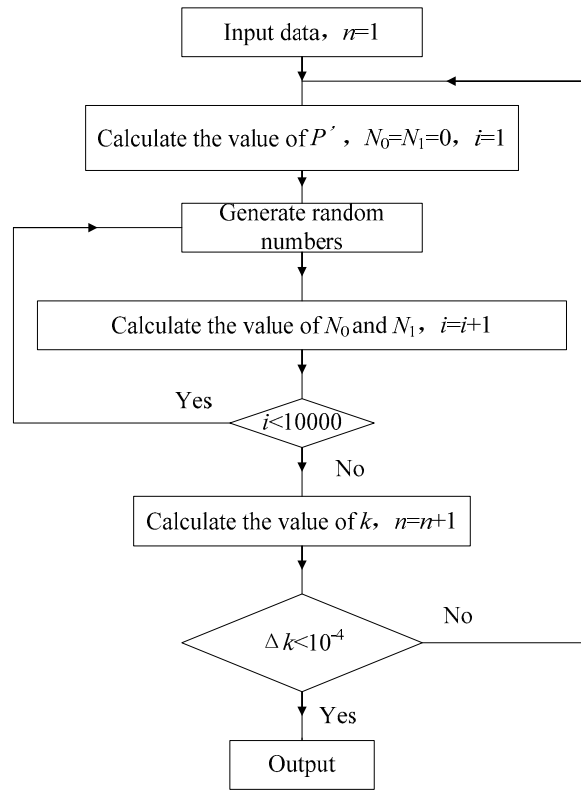 Input data，n=1
Calculate the value of P′，N₀=N₁=0，i=1
Generate random
numbers
Calculate the value of N₀ and N₁，i=i+1
Yes
i<10000
No
Calculate the value of k，n=n+1
No
Δk<10⁻⁴
Yes
Output